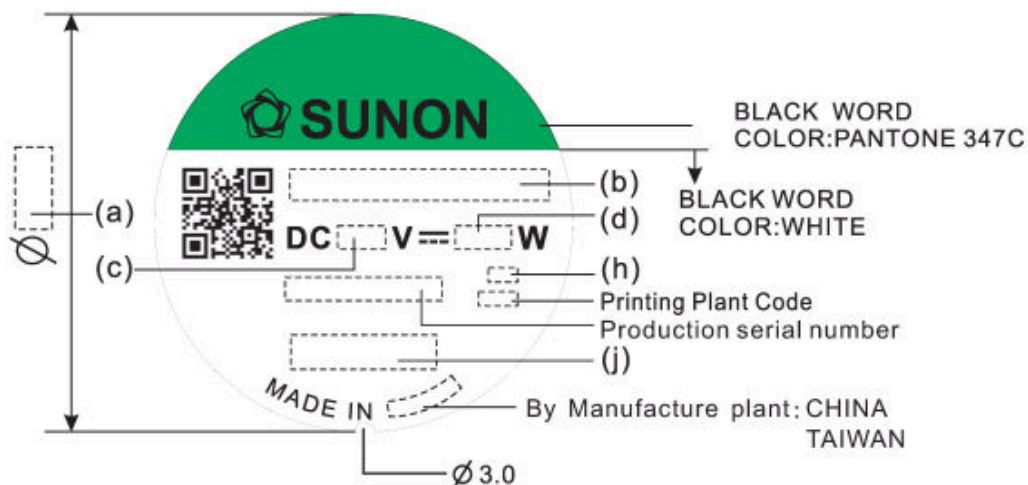 SUNON
BLACK WORD
COLOR:PANTONE 347C
(a)
(b)
BLACK WORD
COLOR:WHITE
(d)
DC V W
(c)
(h)
Printing Plant Code
Production serial number
(j)
MADE IN
By Manufacture plant: CHINA
TAIWAN
Ø
Ø 3.0